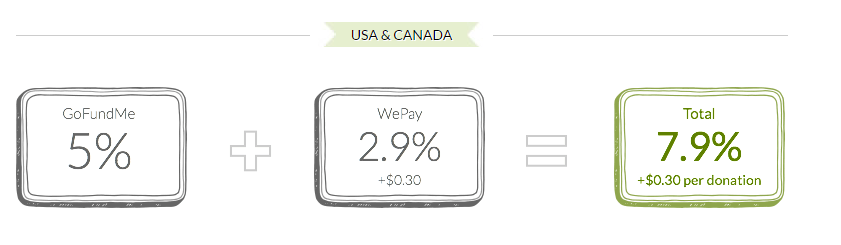 USA & CANADA
GoFundMe
5%
WePay
2.9%
+$0.30
Total
7.9%
+$0.30 per donation